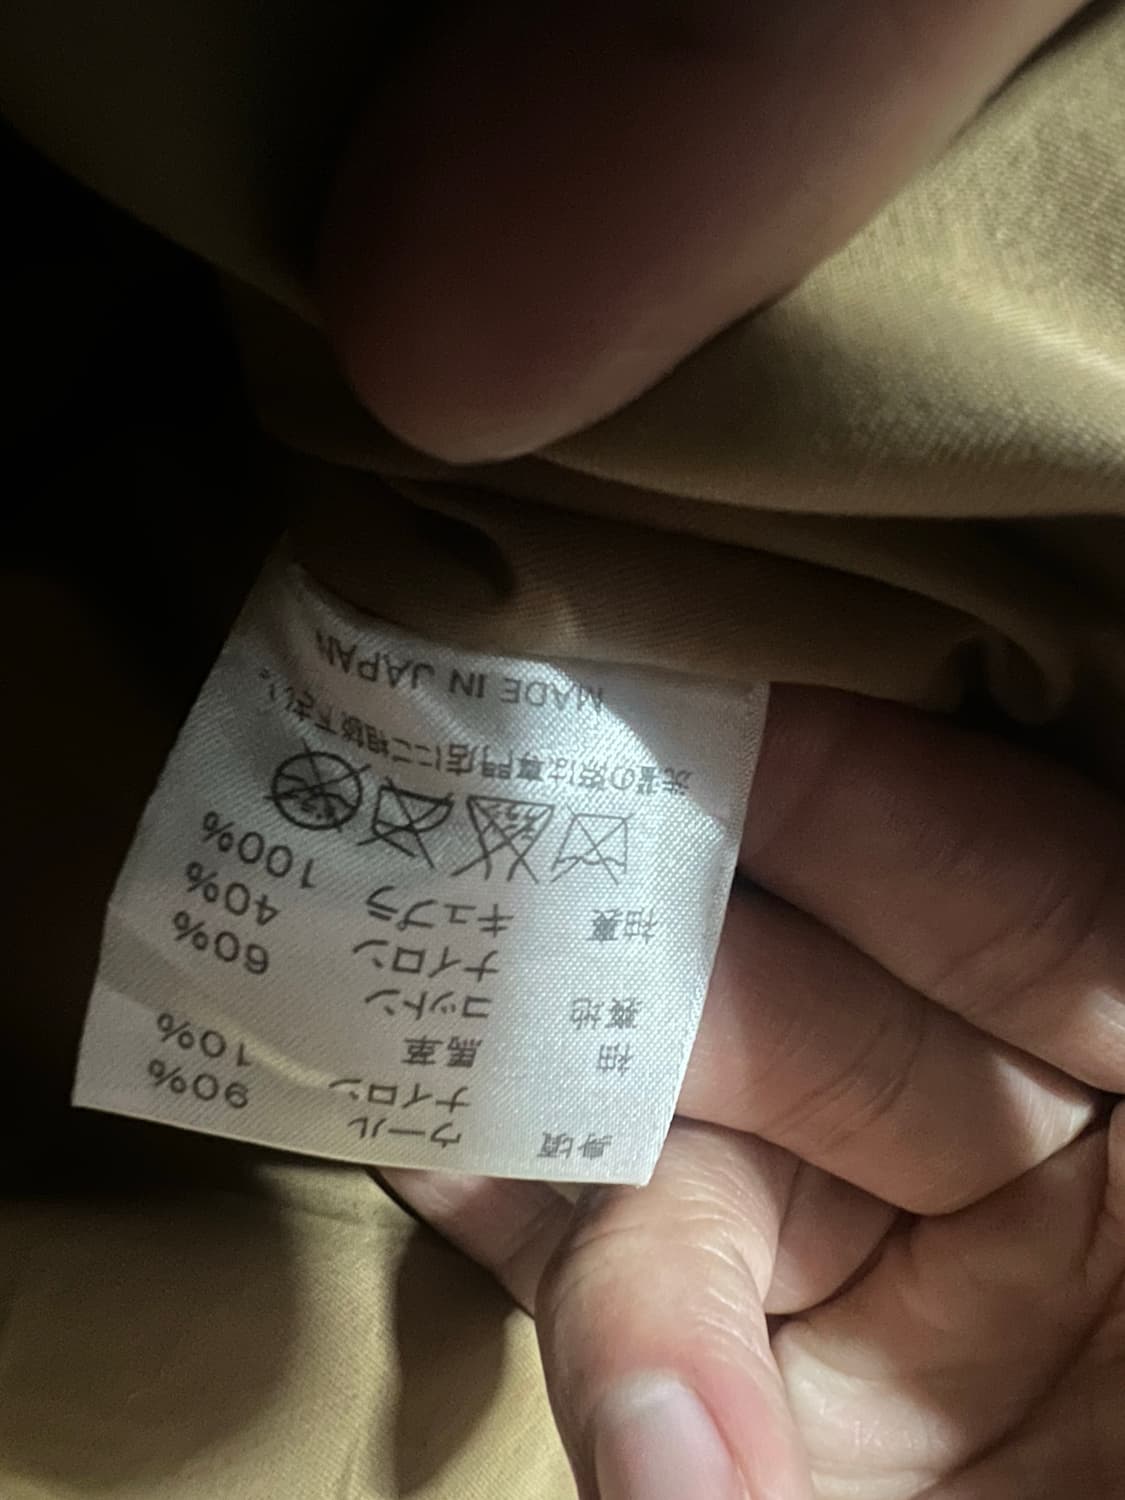 身頃 ウール 90%
ナイロン 10%
袖 馬革
裏地 コットン 60%
ナイロン 40%
袖裏 キュプラ 100%
洗濯の際は専門店にご相談下さい。
MADE IN JAPAN